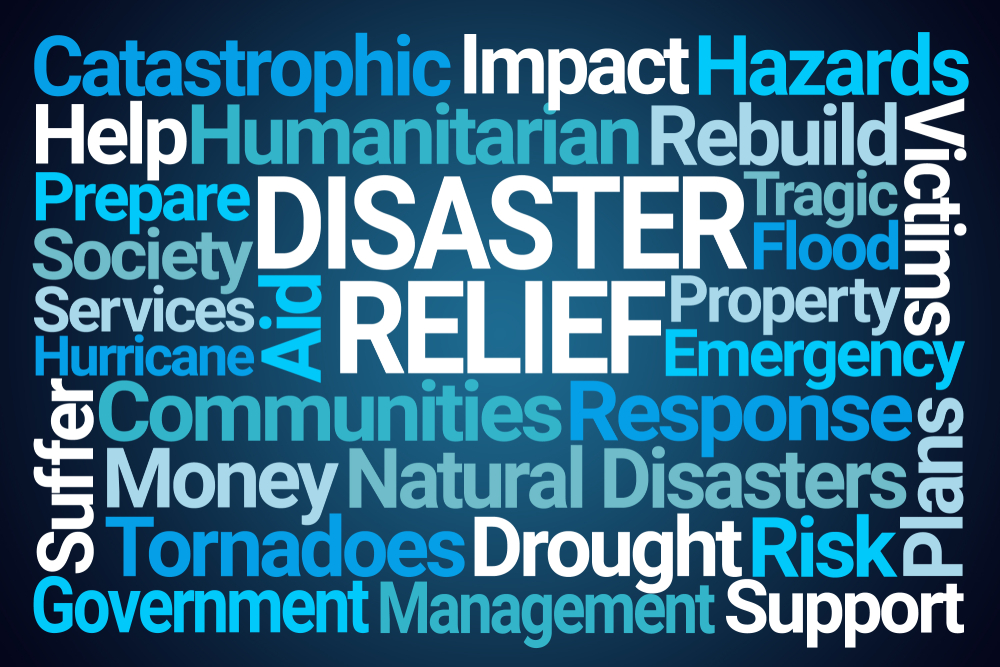 Catastrophic Impact Hazards
Help Humanitarian Rebuild
Victims
Prepare DISASTER Tragic
Society Flood
Services Aid RELIEF Property
Hurricane Emergency
Suffer
Communities Response
Plans
Money Natural Disasters
Tornadoes Drought Risk
Government Management Support